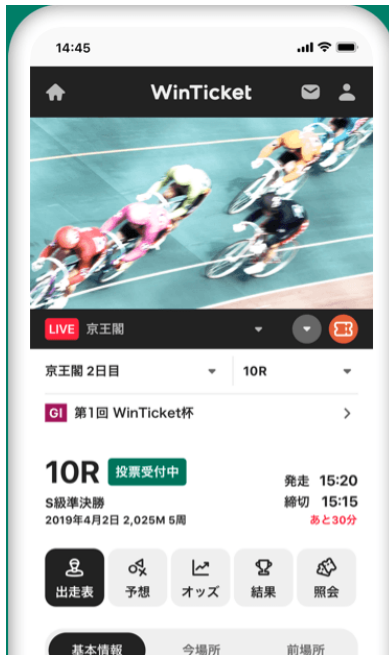 14:45
WinTicket
LIVE 京王閣
京王閣 2日目 10R
GI 第1回 WinTicket杯 >
10R 投票受付中
発走 15:20
S級準決勝
締切 15:15
2019年4月2日 2,025M 5周
あと30分
出走表 予想 オッズ 結果 照会
基本情報 今場所 前場所